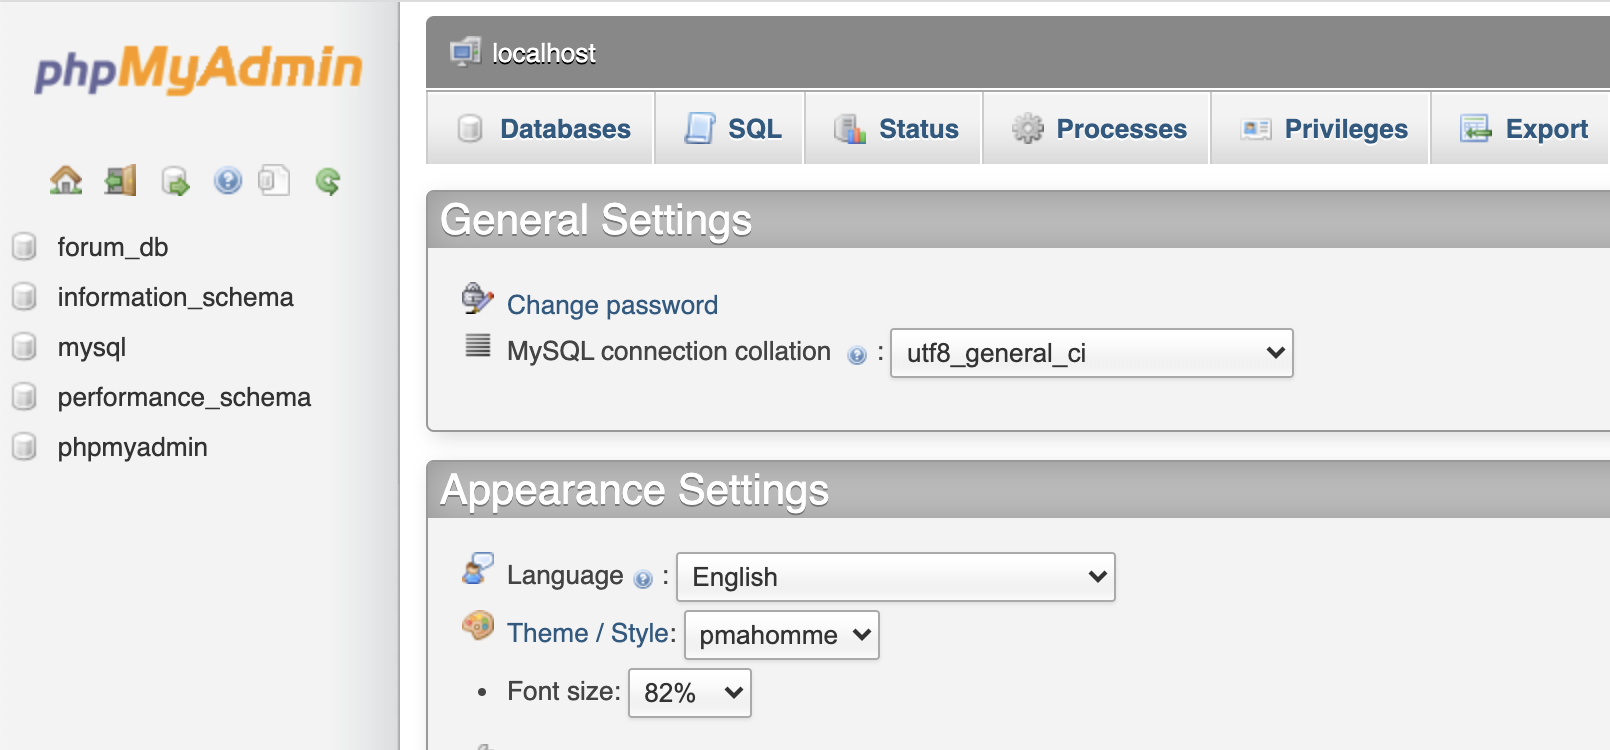 phpMyAdmin
forum_db
information_schema
mysql
performance_schema
phpmyadmin
localhost
Databases SQL Status Processes Privileges Export
General Settings
Change password
MySQL connection collation : utf8_general_ci
Appearance Settings
Language : English
Theme / Style: pmahomme
• Font size: 82%